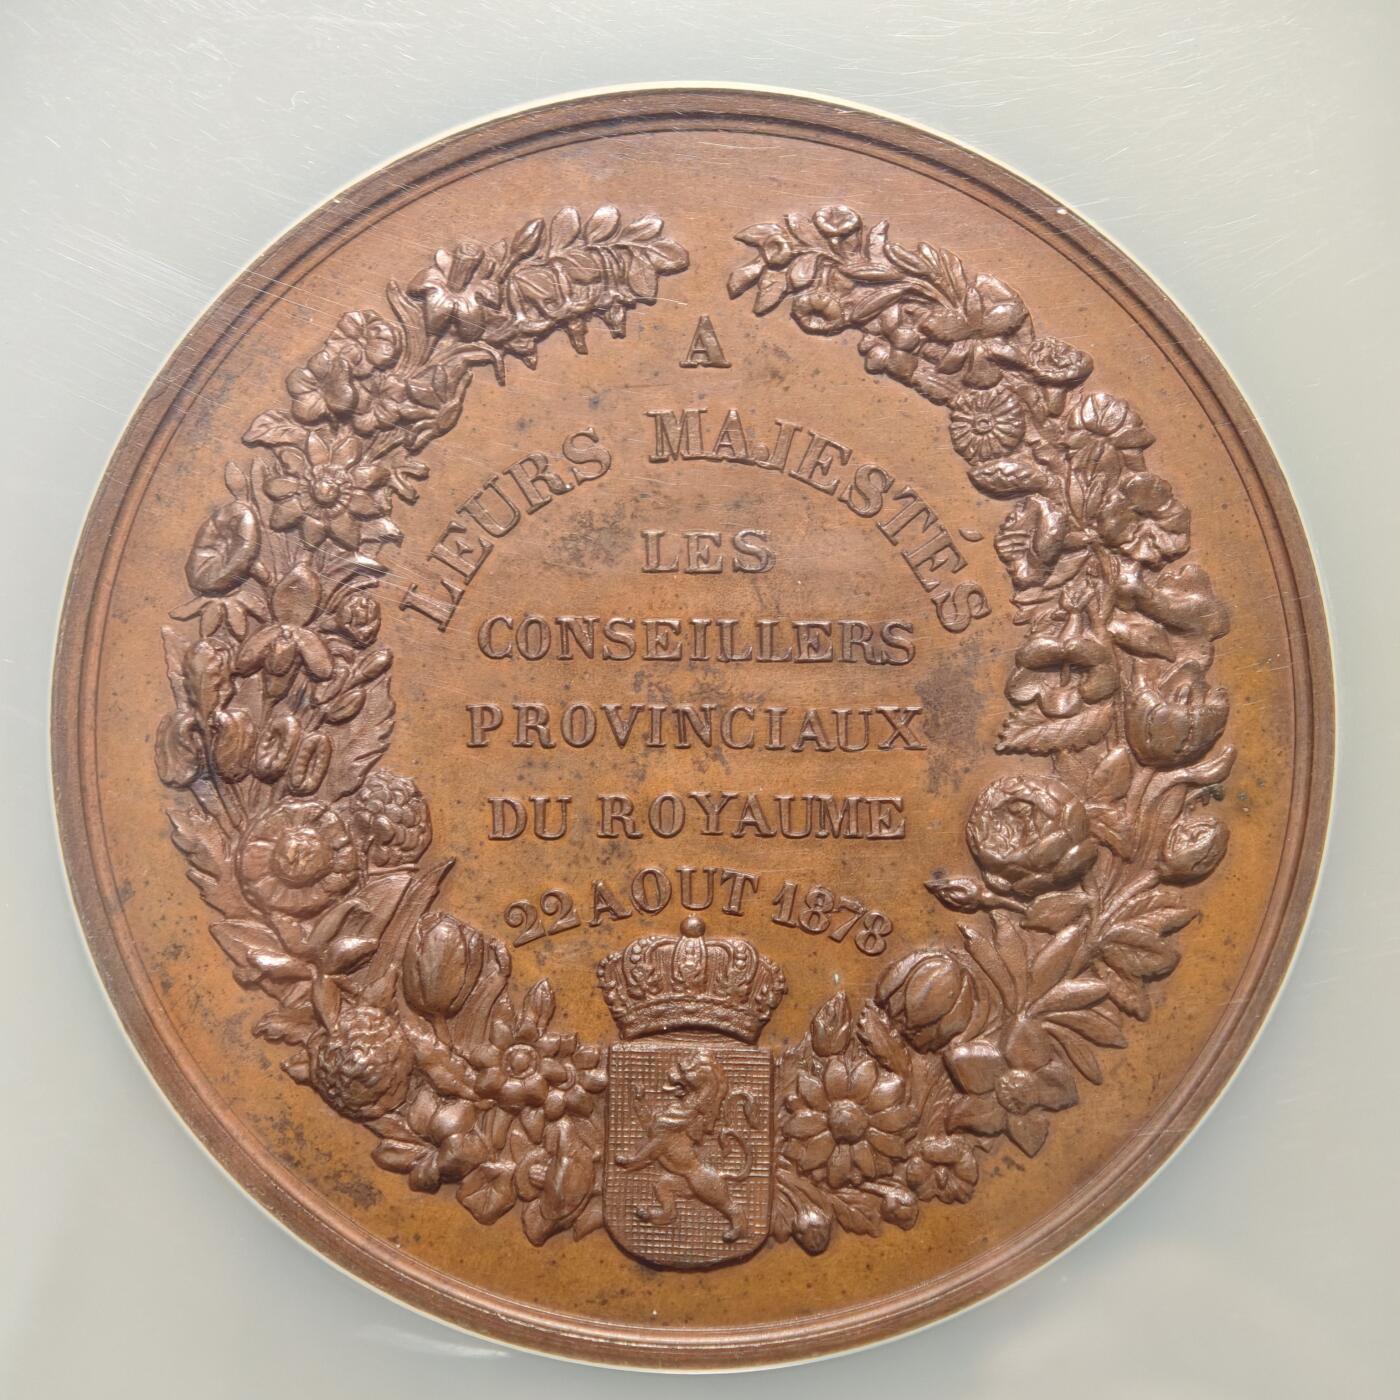 A
LEURS MAJESTÉS
LES
CONSEILLERS
PROVINCIAUX
DU ROYAUME
22 AOUT 1878